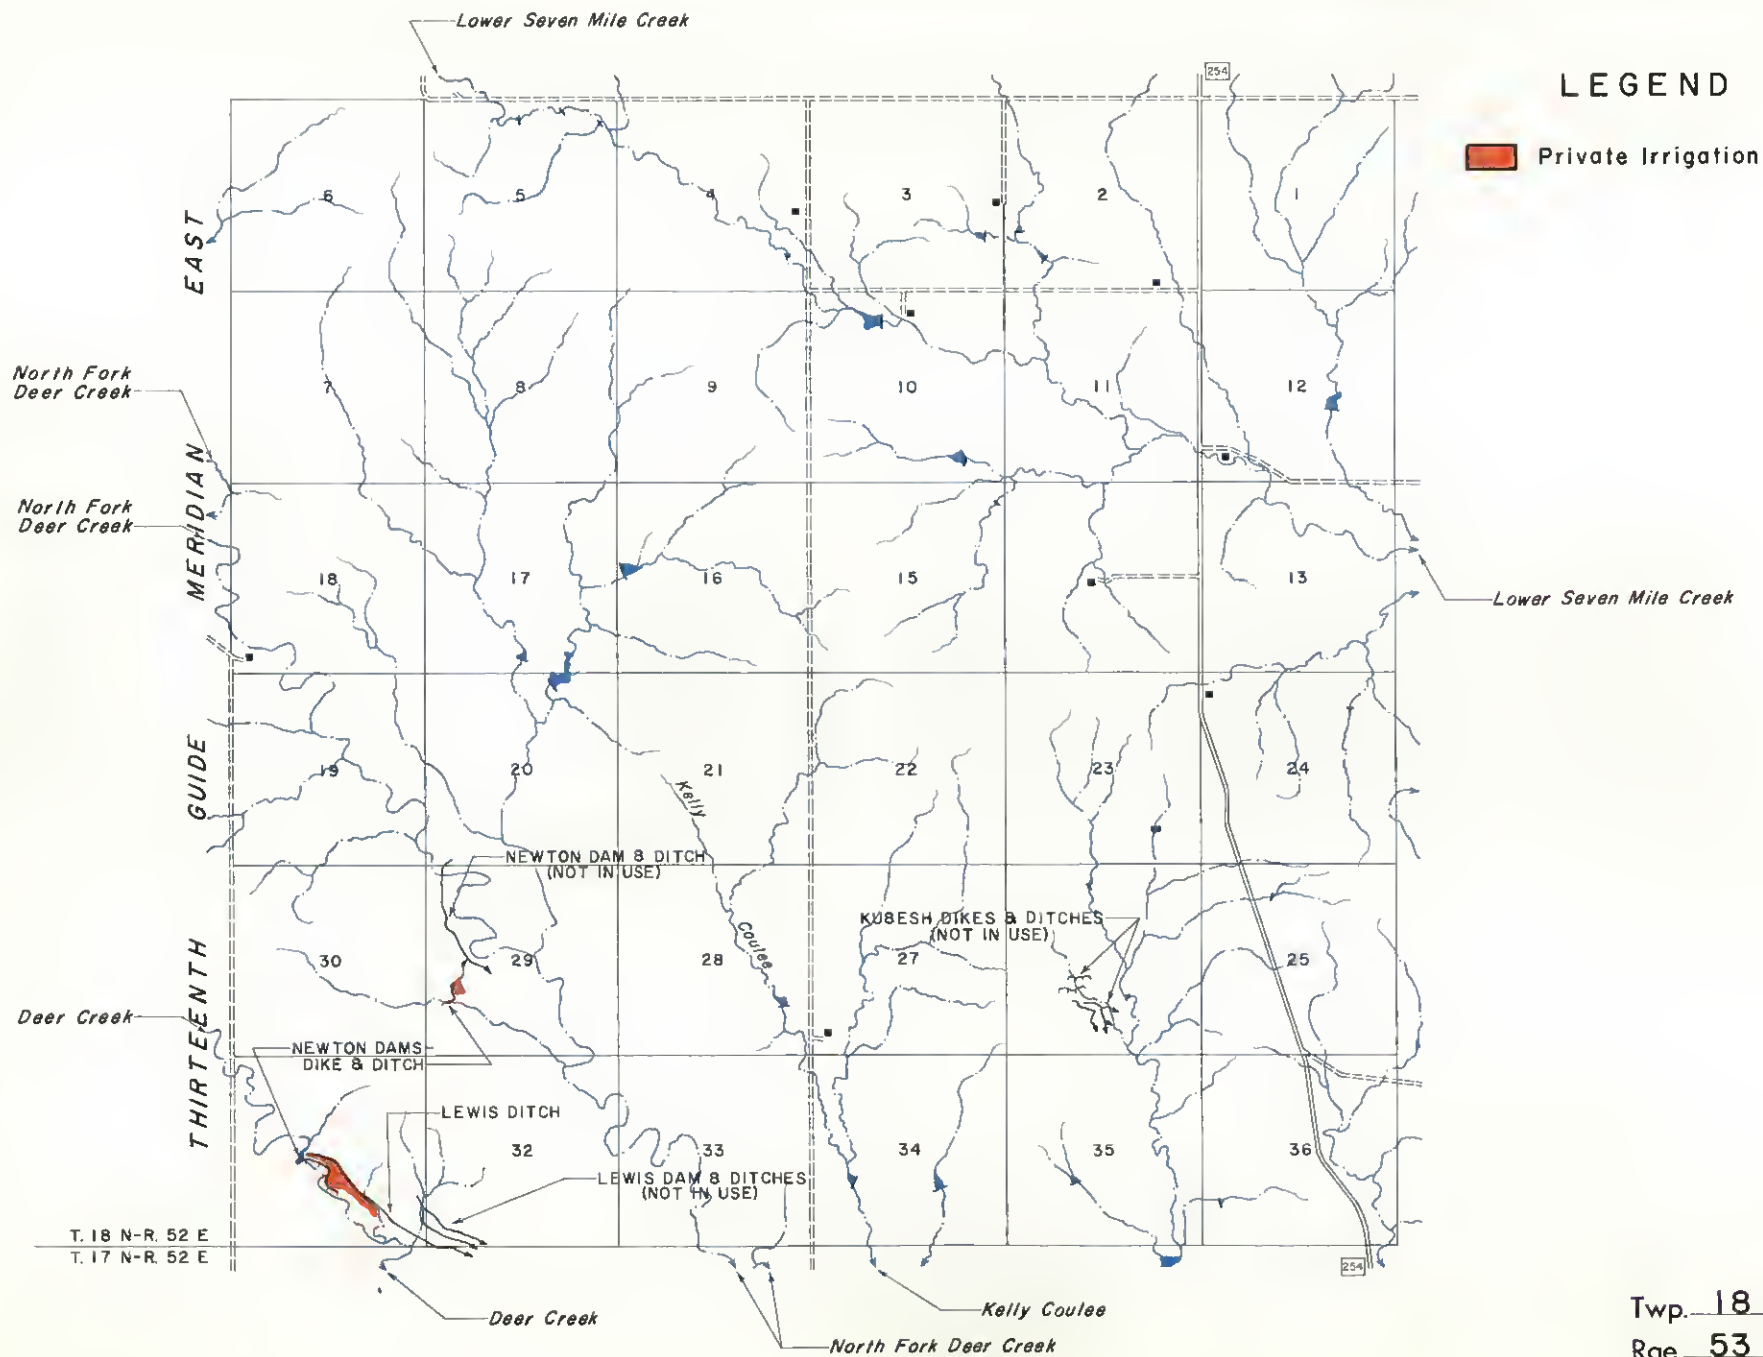 Lower Seven Mile Creek
254
LEGEND
Private Irrigation
6
5
4
3
2
1
EAST
North Fork
Deer Creek
7
8
9
10
11
12
MERIDIAN
North Fork
Deer Creek
18
17
16
15
13
Lower Seven Mile Creek
GUIDE
19
20
21
22
23
24
Kelly
Coulee
NEWTON DAM & DITCH
(NOT IN USE)
KUBESH DIKES & DITCHES
(NOT IN USE)
30
29
28
27
25
THIRTEENTH
Deer Creek
NEWTON DAMS
DIKE & DITCH
LEWIS DITCH
32
33
34
35
36
LEWIS DAM & DITCHES
(NOT IN USE)
T. 18 N-R. 52 E
T. 17 N-R. 52 E
254
Deer Creek
Kelly Coulee
North Fork Deer Creek
Twp. 18
Rge. 53